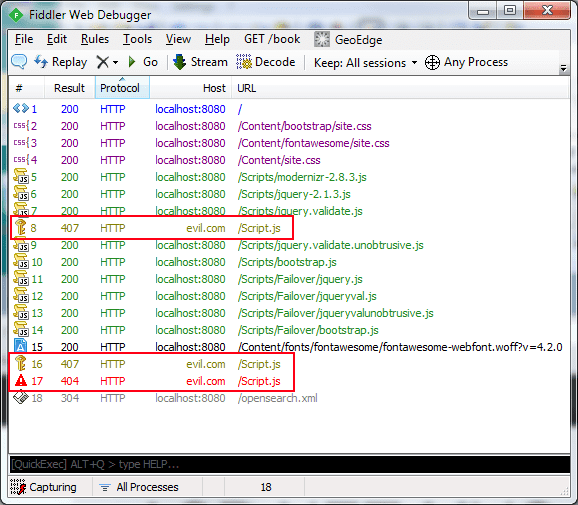 Fiddler Web Debugger
File Edit Rules Tools View Help GET /book GeoEdge
Replay Go Stream Decode Keep: All sessions Any Process
# Result Protocol Host URL
1 200 HTTP localhost:8080 /
2 200 HTTP localhost:8080 /Content/bootstrap/site.css
3 200 HTTP localhost:8080 /Content/fontawesome/site.css
4 200 HTTP localhost:8080 /Content/site.css
5 200 HTTP localhost:8080 /Scripts/modernizr-2.8.3.js
6 200 HTTP localhost:8080 /Scripts/jquery-2.1.3.js
7 200 HTTP localhost:8080 /Scripts/jquery.validate.js
8 407 HTTP evil.com /Script.js
9 200 HTTP localhost:8080 /Scripts/jquery.validate.unobtrusive.js
10 200 HTTP localhost:8080 /Scripts/bootstrap.js
11 200 HTTP localhost:8080 /Scripts/Failover/jquery.js
12 200 HTTP localhost:8080 /Scripts/Failover/jqueryval.js
13 200 HTTP localhost:8080 /Scripts/Failover/jqueryvalunobtrusive.js
14 200 HTTP localhost:8080 /Scripts/Failover/bootstrap.js
15 200 HTTP localhost:8080 /Content/fonts/fontawesome/fontawesome-webfont.woff?v=4.2.0
16 407 HTTP evil.com /Script.js
17 404 HTTP evil.com /Script.js
18 304 HTTP localhost:8080 /opensearch.xml
[QuickExec] ALT+Q > type HELP...
Capturing All Processes 18